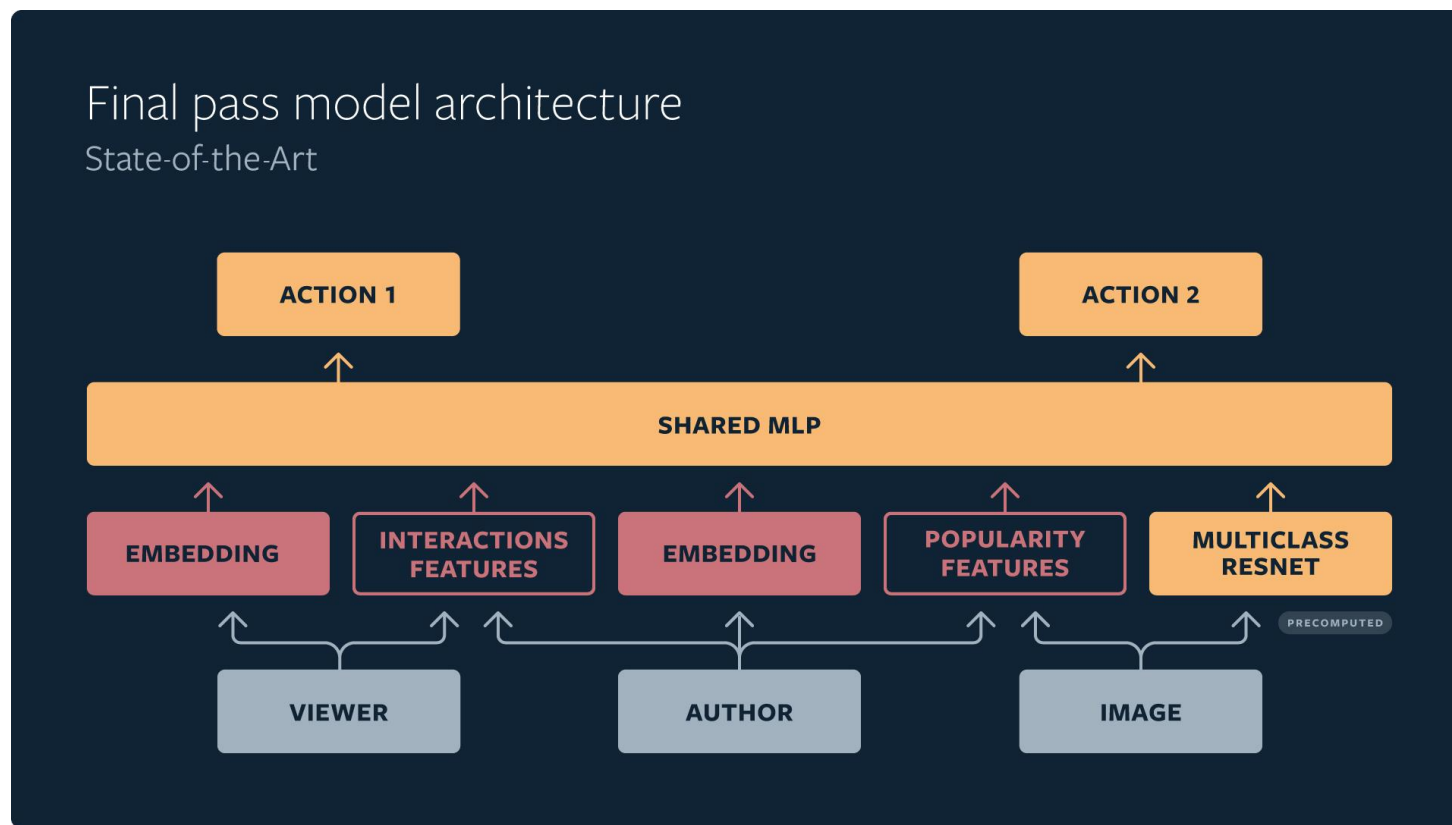 Final pass model architecture
State-of-the-Art
ACTION 1
ACTION 2
SHARED MLP
EMBEDDING
INTERACTIONS
FEATURES
EMBEDDING
POPULARITY
FEATURES
MULTICLASS
RESNET
PRECOMPUTED
VIEWER
AUTHOR
IMAGE